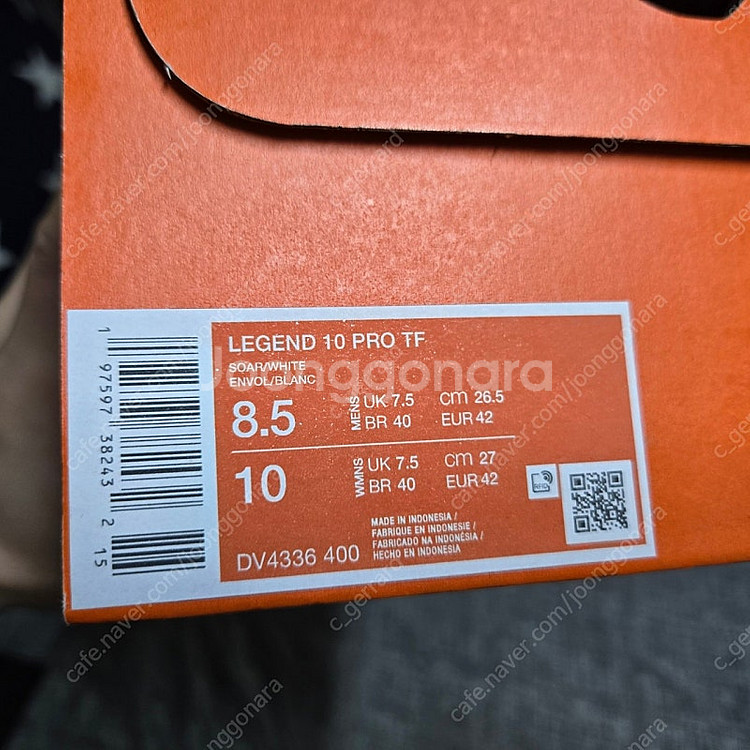 LEGEND 10 PRO TF
SOAR/WHITE
ENVOL/BLANC
8.5 MENS UK 7.5 CM 26.5
BR 40 EUR 42
10 WMNS UK 7.5 CM 27
BR 40 EUR 42
RFID
MADE IN INDONESIA /
FABRIQUE EN INDONESIE /
FABRICADO NA INDONÉSIA /
HECHO EN INDONESIA
DV4336 400
1 97597 38243 2 15
Joonggonara
cafe.naver.com/joonggonara
c_genard